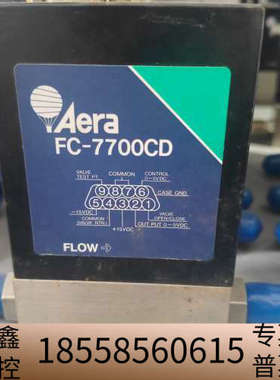 Aera
FC-7700CD
VALVE
TEST PT.
COMMON
CONTROL
0-5VDC
9 8 7 6
CASE GND.
5 4 3 2 1
-15VDC
COMMON
+15VDC
OUT PUT 0-5VDC
VALVE
OPEN/CLOSE
FLOW
鑫
控
18558560615
专
普